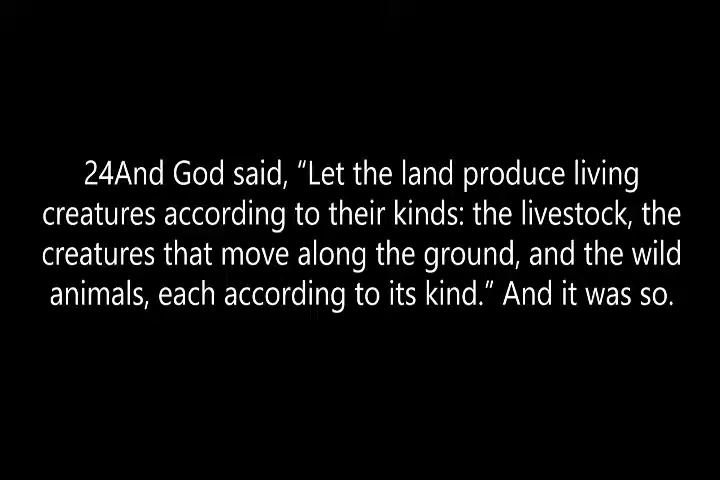 24And God said, “Let the land produce living
creatures according to their kinds: the livestock, the
creatures that move along the ground, and the wild
animals, each according to its kind.” And it was so.